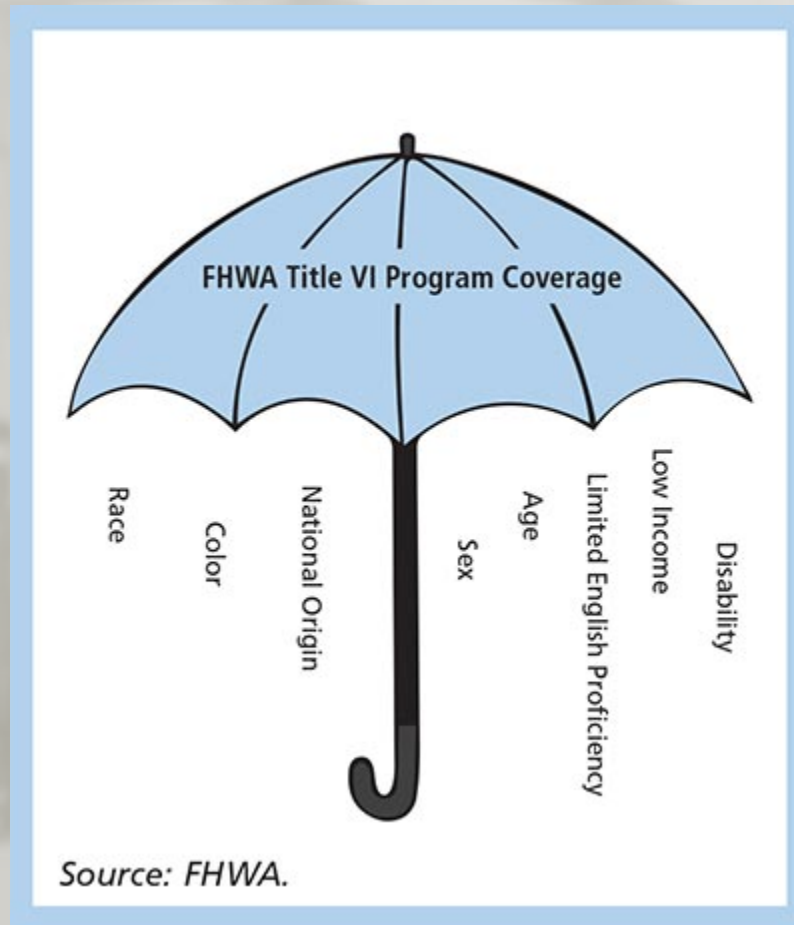 FHWA Title VI Program Coverage
Race
Color
National Origin
Sex
Age
Limited English Proficiency
Low Income
Disability
Source: FHWA.